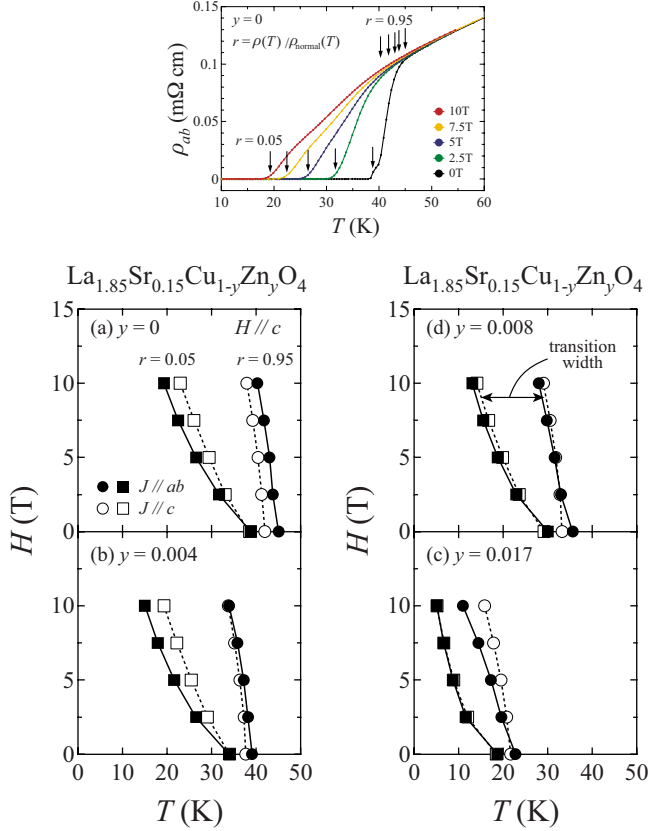 y = 0
r = 0.95
r = ρ(T) /ρnormal(T)
0.15
0.1
0.05
0
ρab (mΩ cm)
r = 0.05
10T
7.5T
5T
2.5T
0T
10 20 30 40 50 60
T (K)
La1.85Sr0.15Cu1-yZnyO4
15
10
5
0
(a) y = 0
H // c
r = 0.05
r = 0.95
J // ab
J // c
H (T)
(b) y = 0.004
10
5
0
0 10 20 30 40 50
T (K)
La1.85Sr0.15Cu1-yZnyO4
15
10
5
0
(d) y = 0.008
transition
width
H (T)
(c) y = 0.017
10
5
0
0 10 20 30 40 50
T (K)